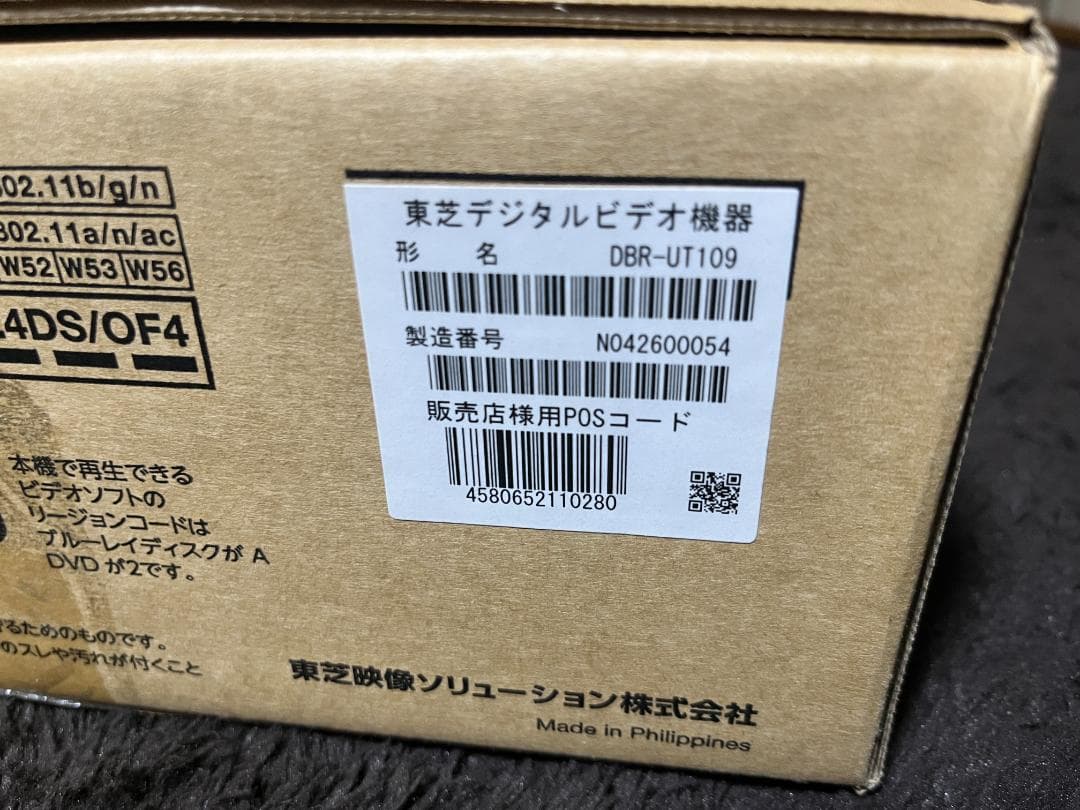 802.11b/g/n
802.11a/n/ac
W52 W53 W56
.4DS/OF4
東芝デジタルビデオ機器
形 名 DBR-UT109
製造番号 N042600054
販売店様用POSコード
4580652110280
本機で再生できる
ビデオソフトの
リージョンコードは
ブルーレイディスクが A
DVD が2です。
るためのものです。
のスレや汚れが付くこと
東芝映像ソリューション株式会社
Made in Philippines